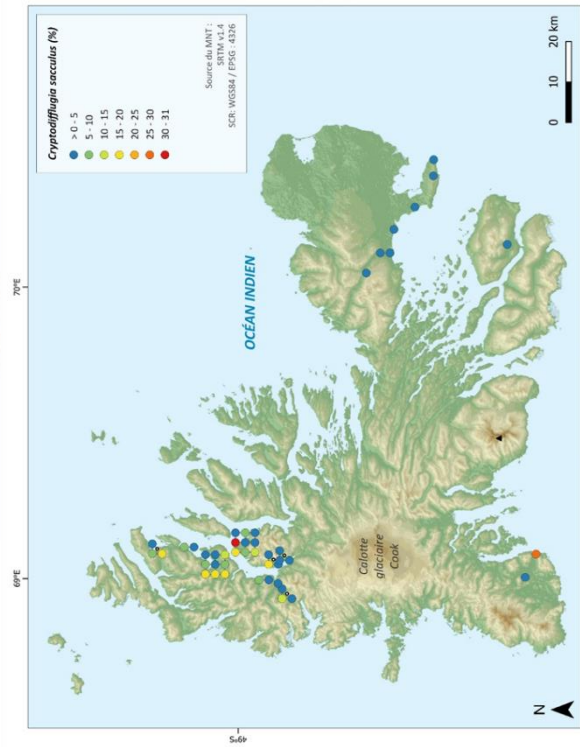 69°E
70°E
49°S
Cryptodifflugia sacculus (%)
> 0 - 5
5 - 10
10 - 15
15 - 20
20 - 25
25 - 30
30 - 31
Source du MNT :
SRTM v1.4
SCR: WGS84 / EPSG : 4326
OCÉAN INDIEN
Calotte
glaciaire
Cook
N
0 10 20 km